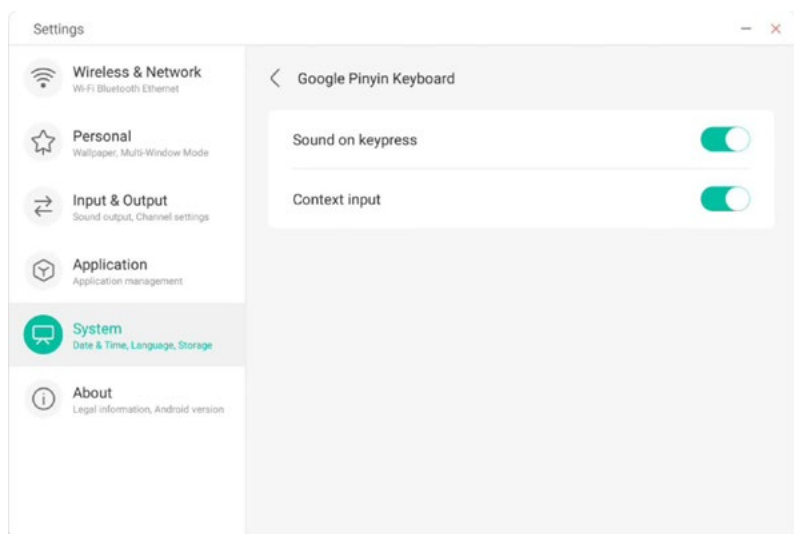 Settings
Wireless & Network
Wi-Fi Bluetooth Ethernet
Personal
Wallpaper, Multi-Window Mode
Input & Output
Sound output, Channel settings
Application
Application management
System
Date & Time, Language, Storage
About
Legal information, Android version
Google Pinyin Keyboard
Sound on keypress
Context input